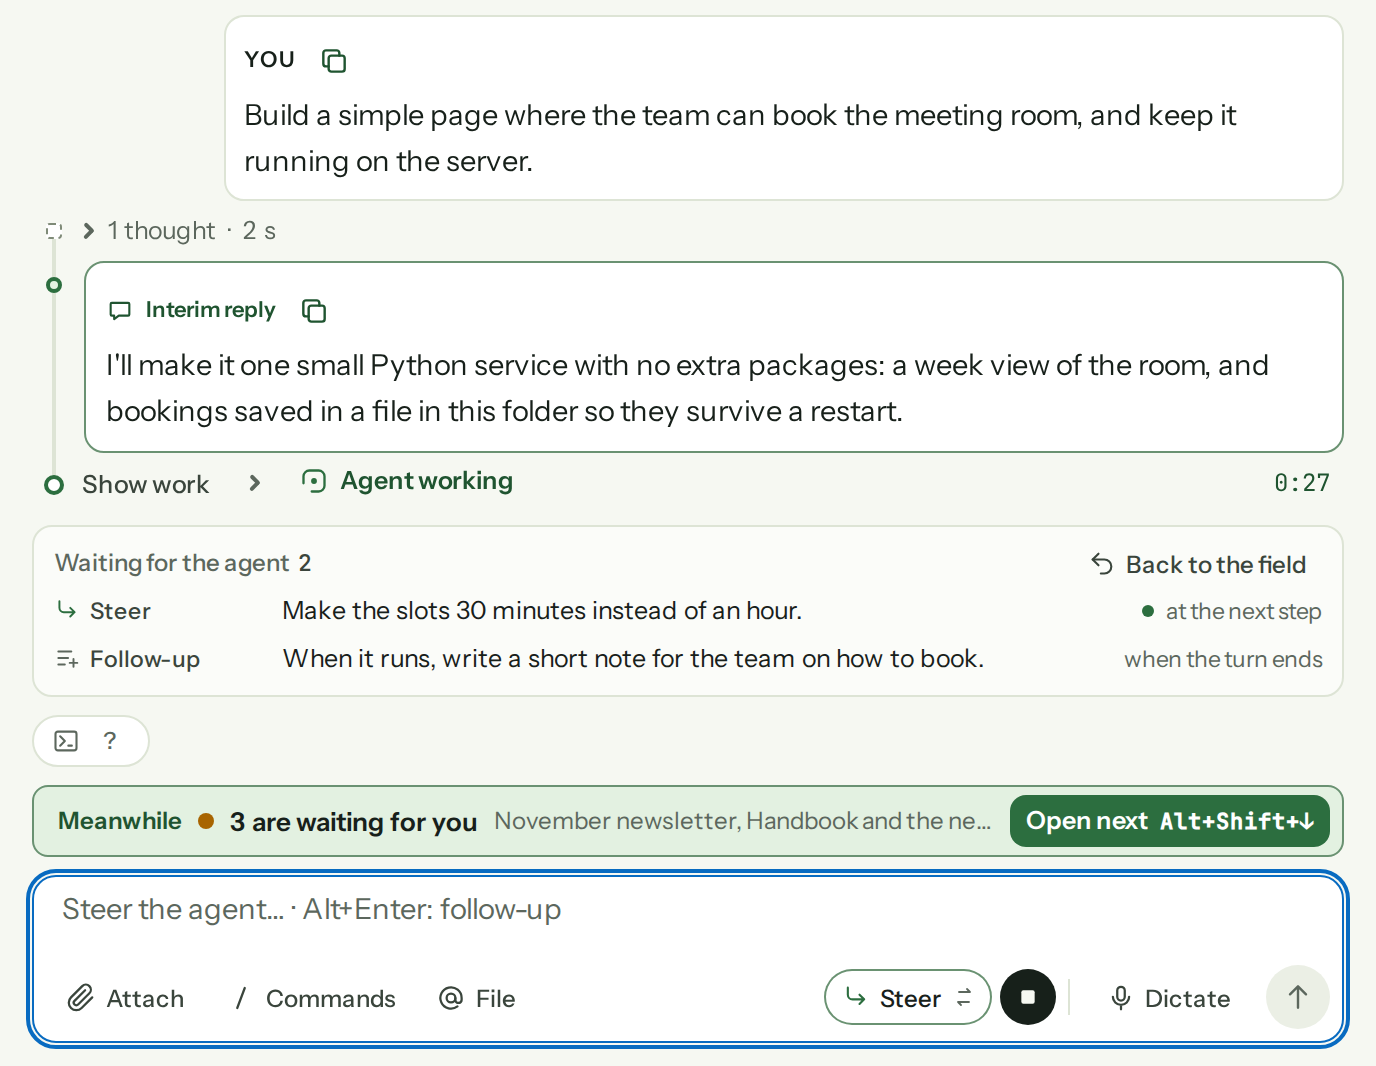 YOU
Build a simple page where the team can book the meeting room, and keep it
running on the server.
1 thought · 2 s
Interim reply
I'll make it one small Python service with no extra packages: a week view of the room, and
bookings saved in a file in this folder so they survive a restart.
Show work
Agent working
0:27
Waiting for the agent 2
Back to the field
Steer
Make the slots 30 minutes instead of an hour.
at the next step
Follow-up
When it runs, write a short note for the team on how to book.
when the turn ends
?
Meanwhile
3 are waiting for you
November newsletter, Handbook and the ne…
Open next Alt+Shift+↓
Steer the agent… · Alt+Enter: follow-up
Attach
/ Commands
@ File
Steer
Dictate